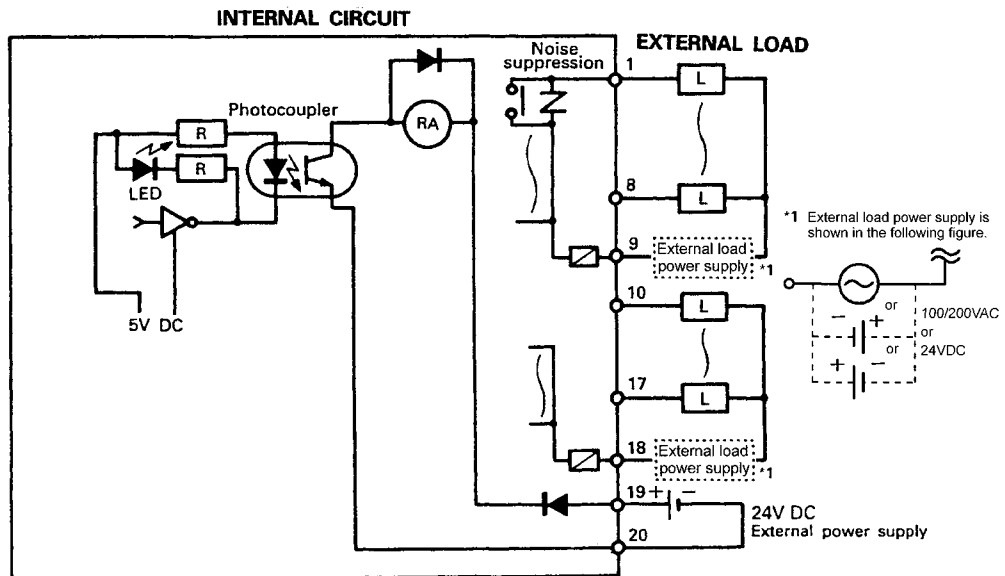 INTERNAL CIRCUIT
Noise
suppression
EXTERNAL LOAD
1
L
Photocoupler
RA
R
R
LED
8
L
*1 External load power supply is
shown in the following figure.
9
External load
power supply
*1
10
L
5V DC
or
100/200VAC
− +
or
or
24VDC
+ −
17
L
18
External load
power supply
*1
19
+ −
24V DC
External power supply
20